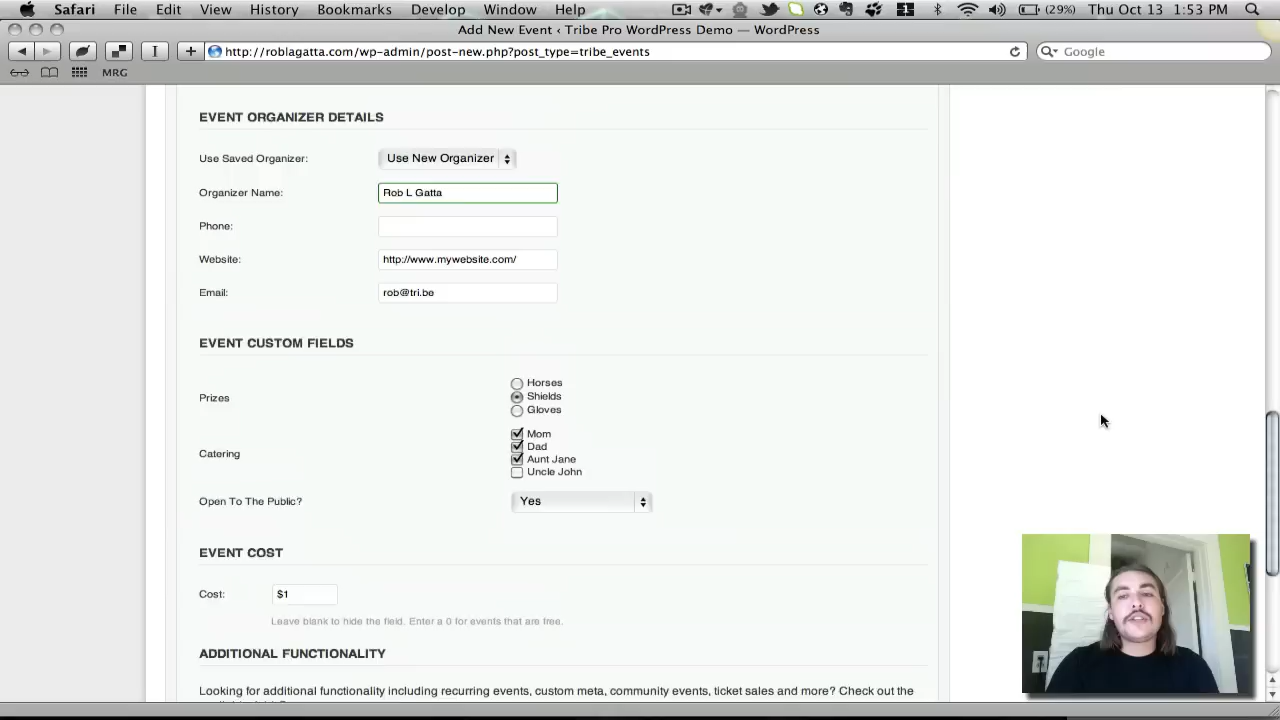 Safari File Edit View History Bookmarks Develop Window Help (29%) Thu Oct 13 1:53 PM
Add New Event ‹ Tribe Pro WordPress Demo — WordPress
http://roblagatta.com/wp-admin/post-new.php?post_type=tribe_events
Google
MRG
EVENT ORGANIZER DETAILS
Use Saved Organizer: Use New Organizer
Organizer Name: Rob L Gatta
Phone:
Website: http://www.mywebsite.com/
Email: rob@tri.be
EVENT CUSTOM FIELDS
Prizes
Horses
Shields
Gloves
Catering
Mom
Dad
Aunt Jane
Uncle John
Open To The Public? Yes
EVENT COST
Cost: $1
Leave blank to hide the field. Enter a 0 for events that are free.
ADDITIONAL FUNCTIONALITY
Looking for additional functionality including recurring events, custom meta, community events, ticket sales and more? Check out the